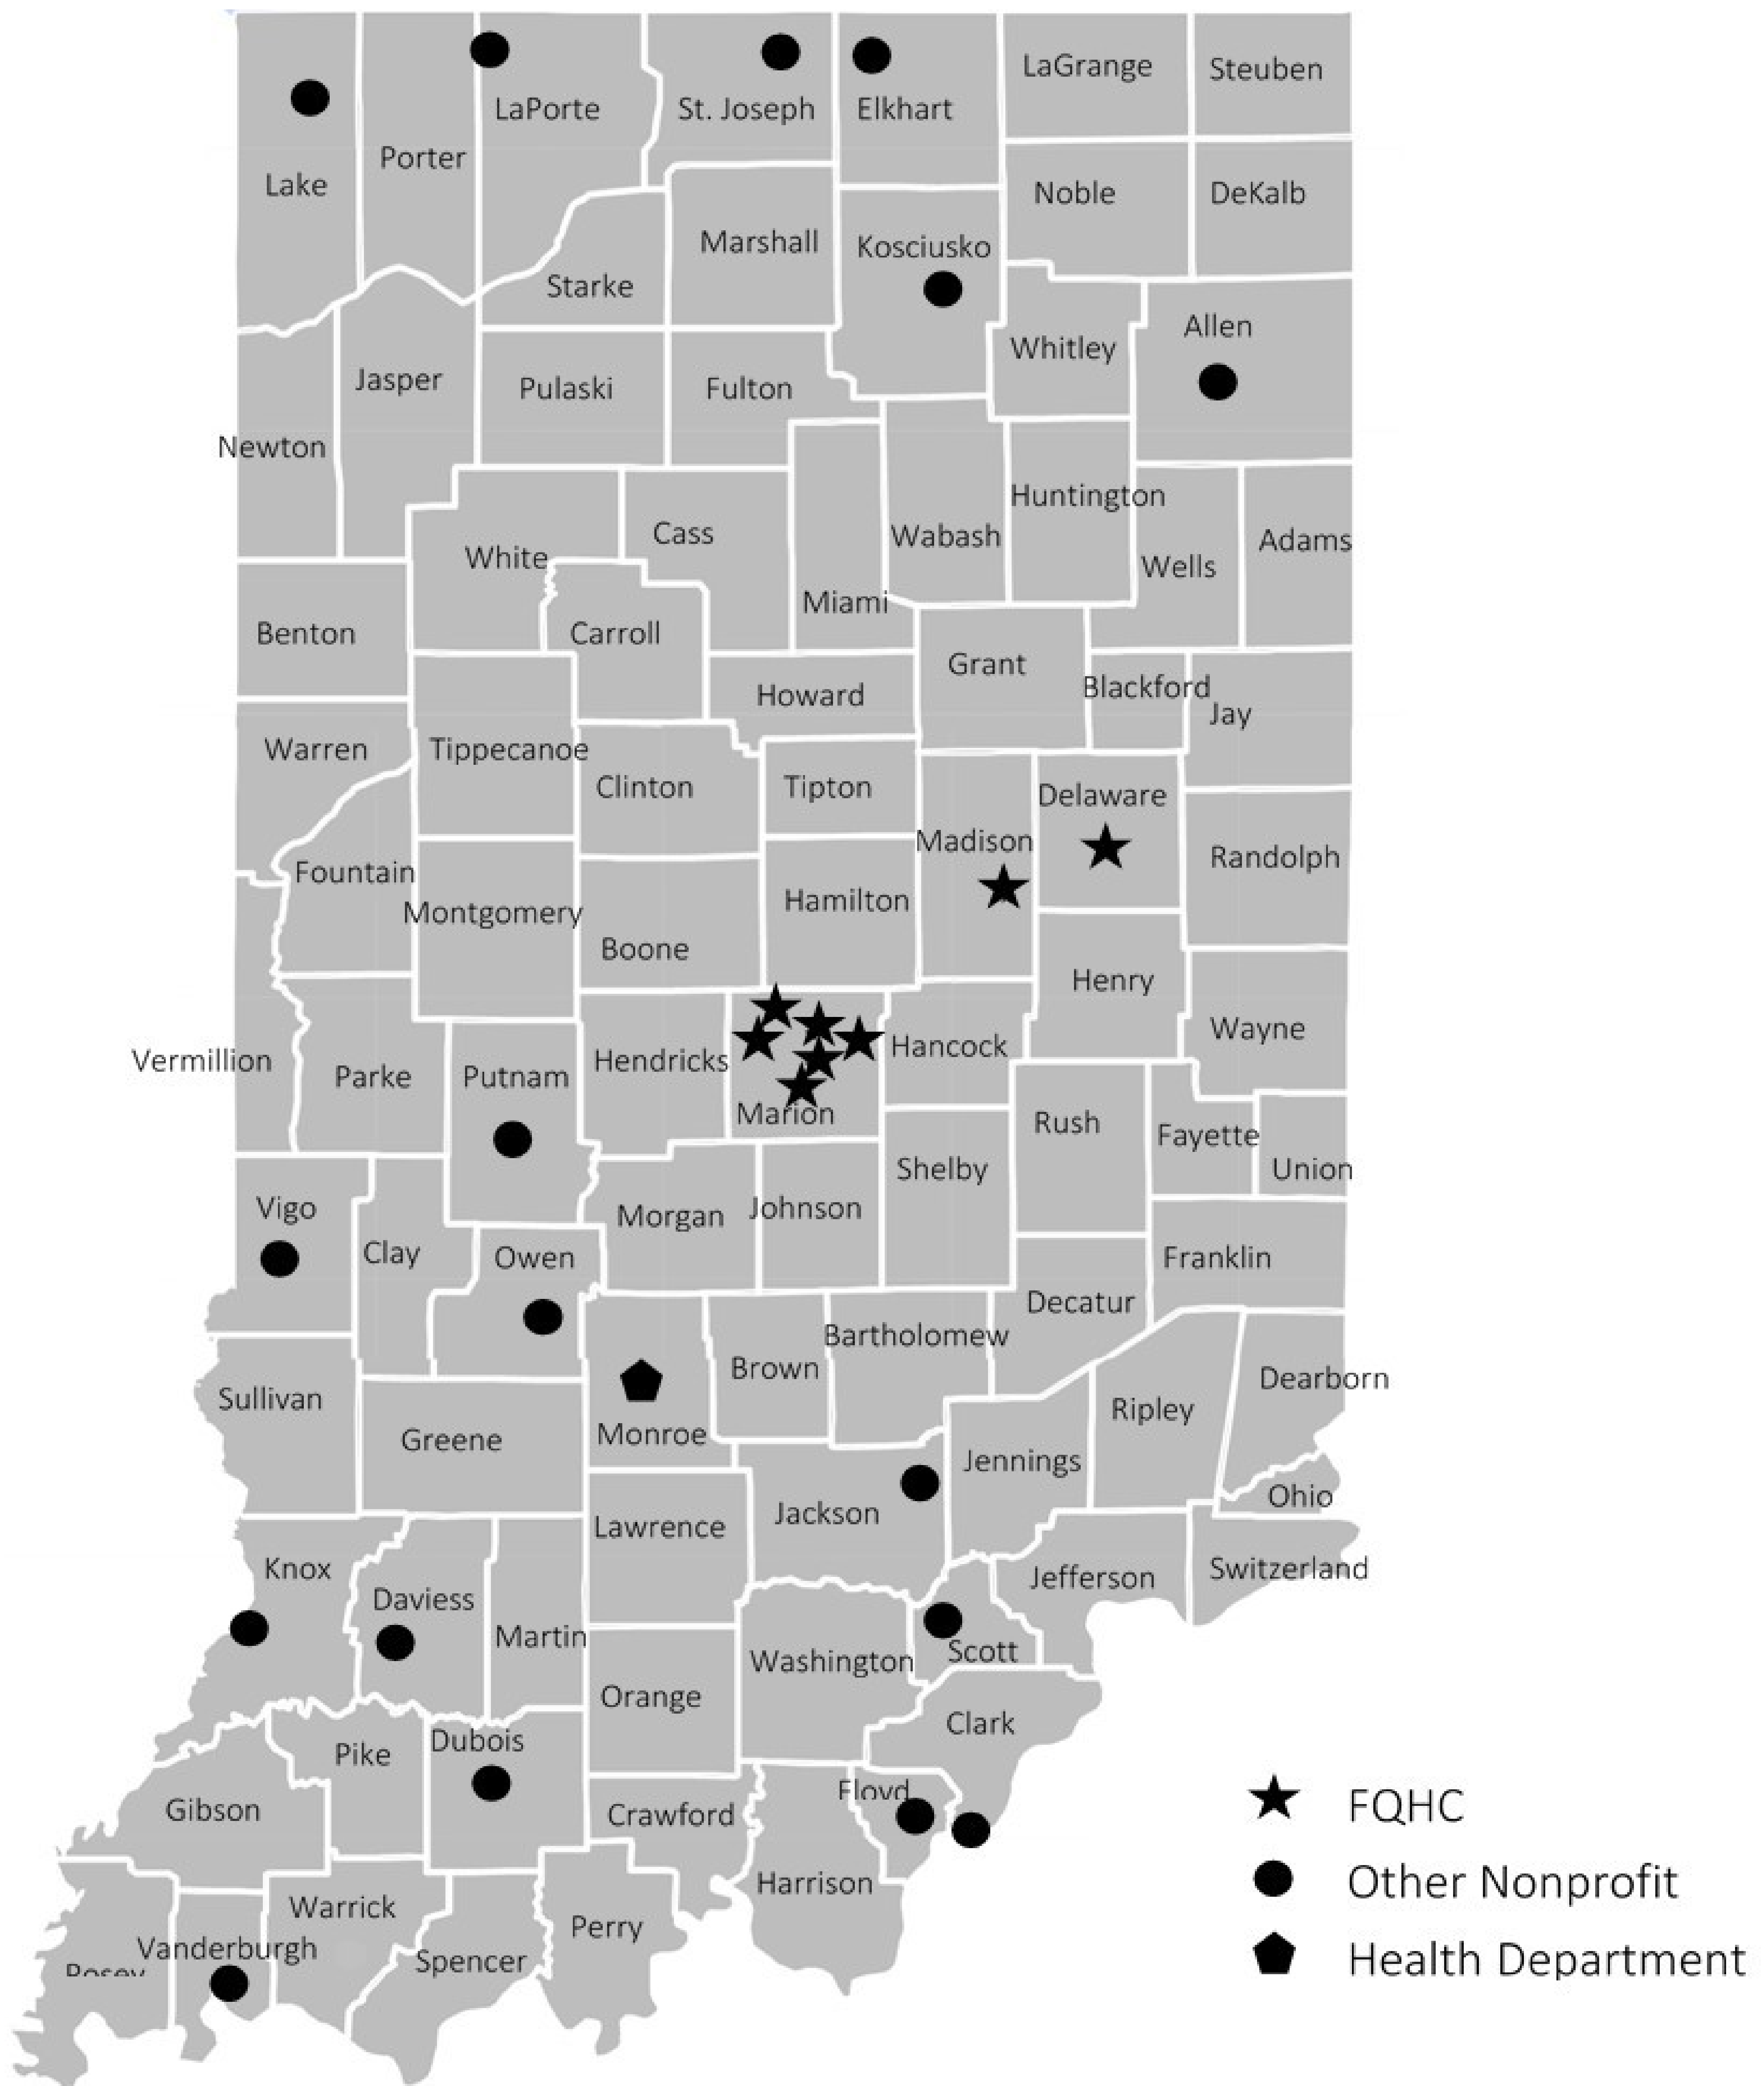 LaGrange
Steuben
LaPorte
St. Joseph
Elkhart
Porter
Lake
Noble
DeKalb
Marshall
Kosciusko
Starke
Allen
Whitley
Jasper
Pulaski
Fulton
Newton
Huntington
Cass
Wabash
Adams
White
Wells
Miami
Benton
Carroll
Grant
Blackford
Howard
Jay
Warren
Tippecanoe
Clinton
Tipton
Delaware
Madison
Randolph
Fountain
Hamilton
Montgomery
Boone
Henry
Wayne
Hancock
Vermillion
Hendricks
Parke
Putnam
Marion
Rush
Fayette
Shelby
Union
Vigo
Johnson
Morgan
Clay
Owen
Franklin
Decatur
Bartholomew
Brown
Dearborn
Sullivan
Ripley
Monroe
Greene
Jennings
Ohio
Jackson
Lawrence
Knox
Switzerland
Jefferson
Daviess
Martin
Scott
Washington
Orange
Clark
Dubois
Pike
Floyd
Gibson
Crawford
Harrison
Warrick
Perry
Vanderburgh
Spencer
Posey
FQHC
Other Nonprofit
Health Department